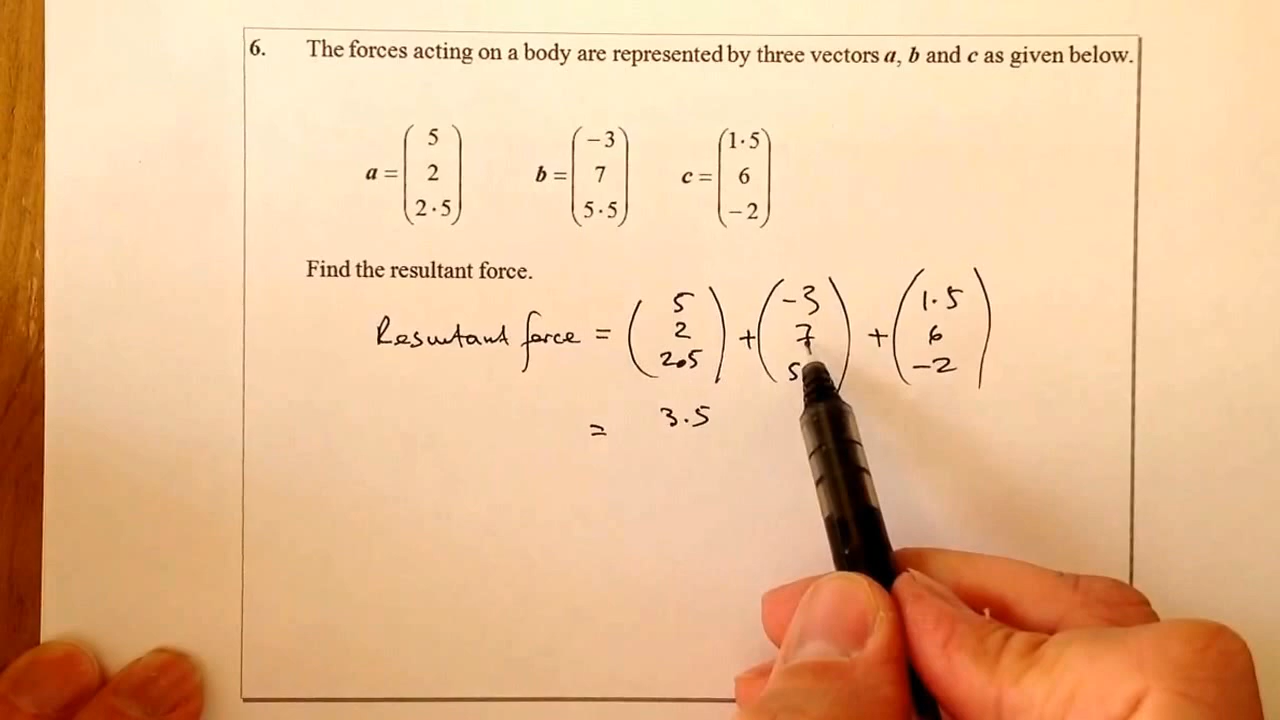 6. The forces acting on a body are represented by three vectors a, b and c as given below.
a = ( 5 2 2·5 ) b = ( −3 7 5·5 ) c = ( 1·5 6 −2 )
Find the resultant force.
Resultant force = ( 5 2 2.5 ) + ( -3 7 5 ) + ( 1.5 6 -2 )
= 3.5